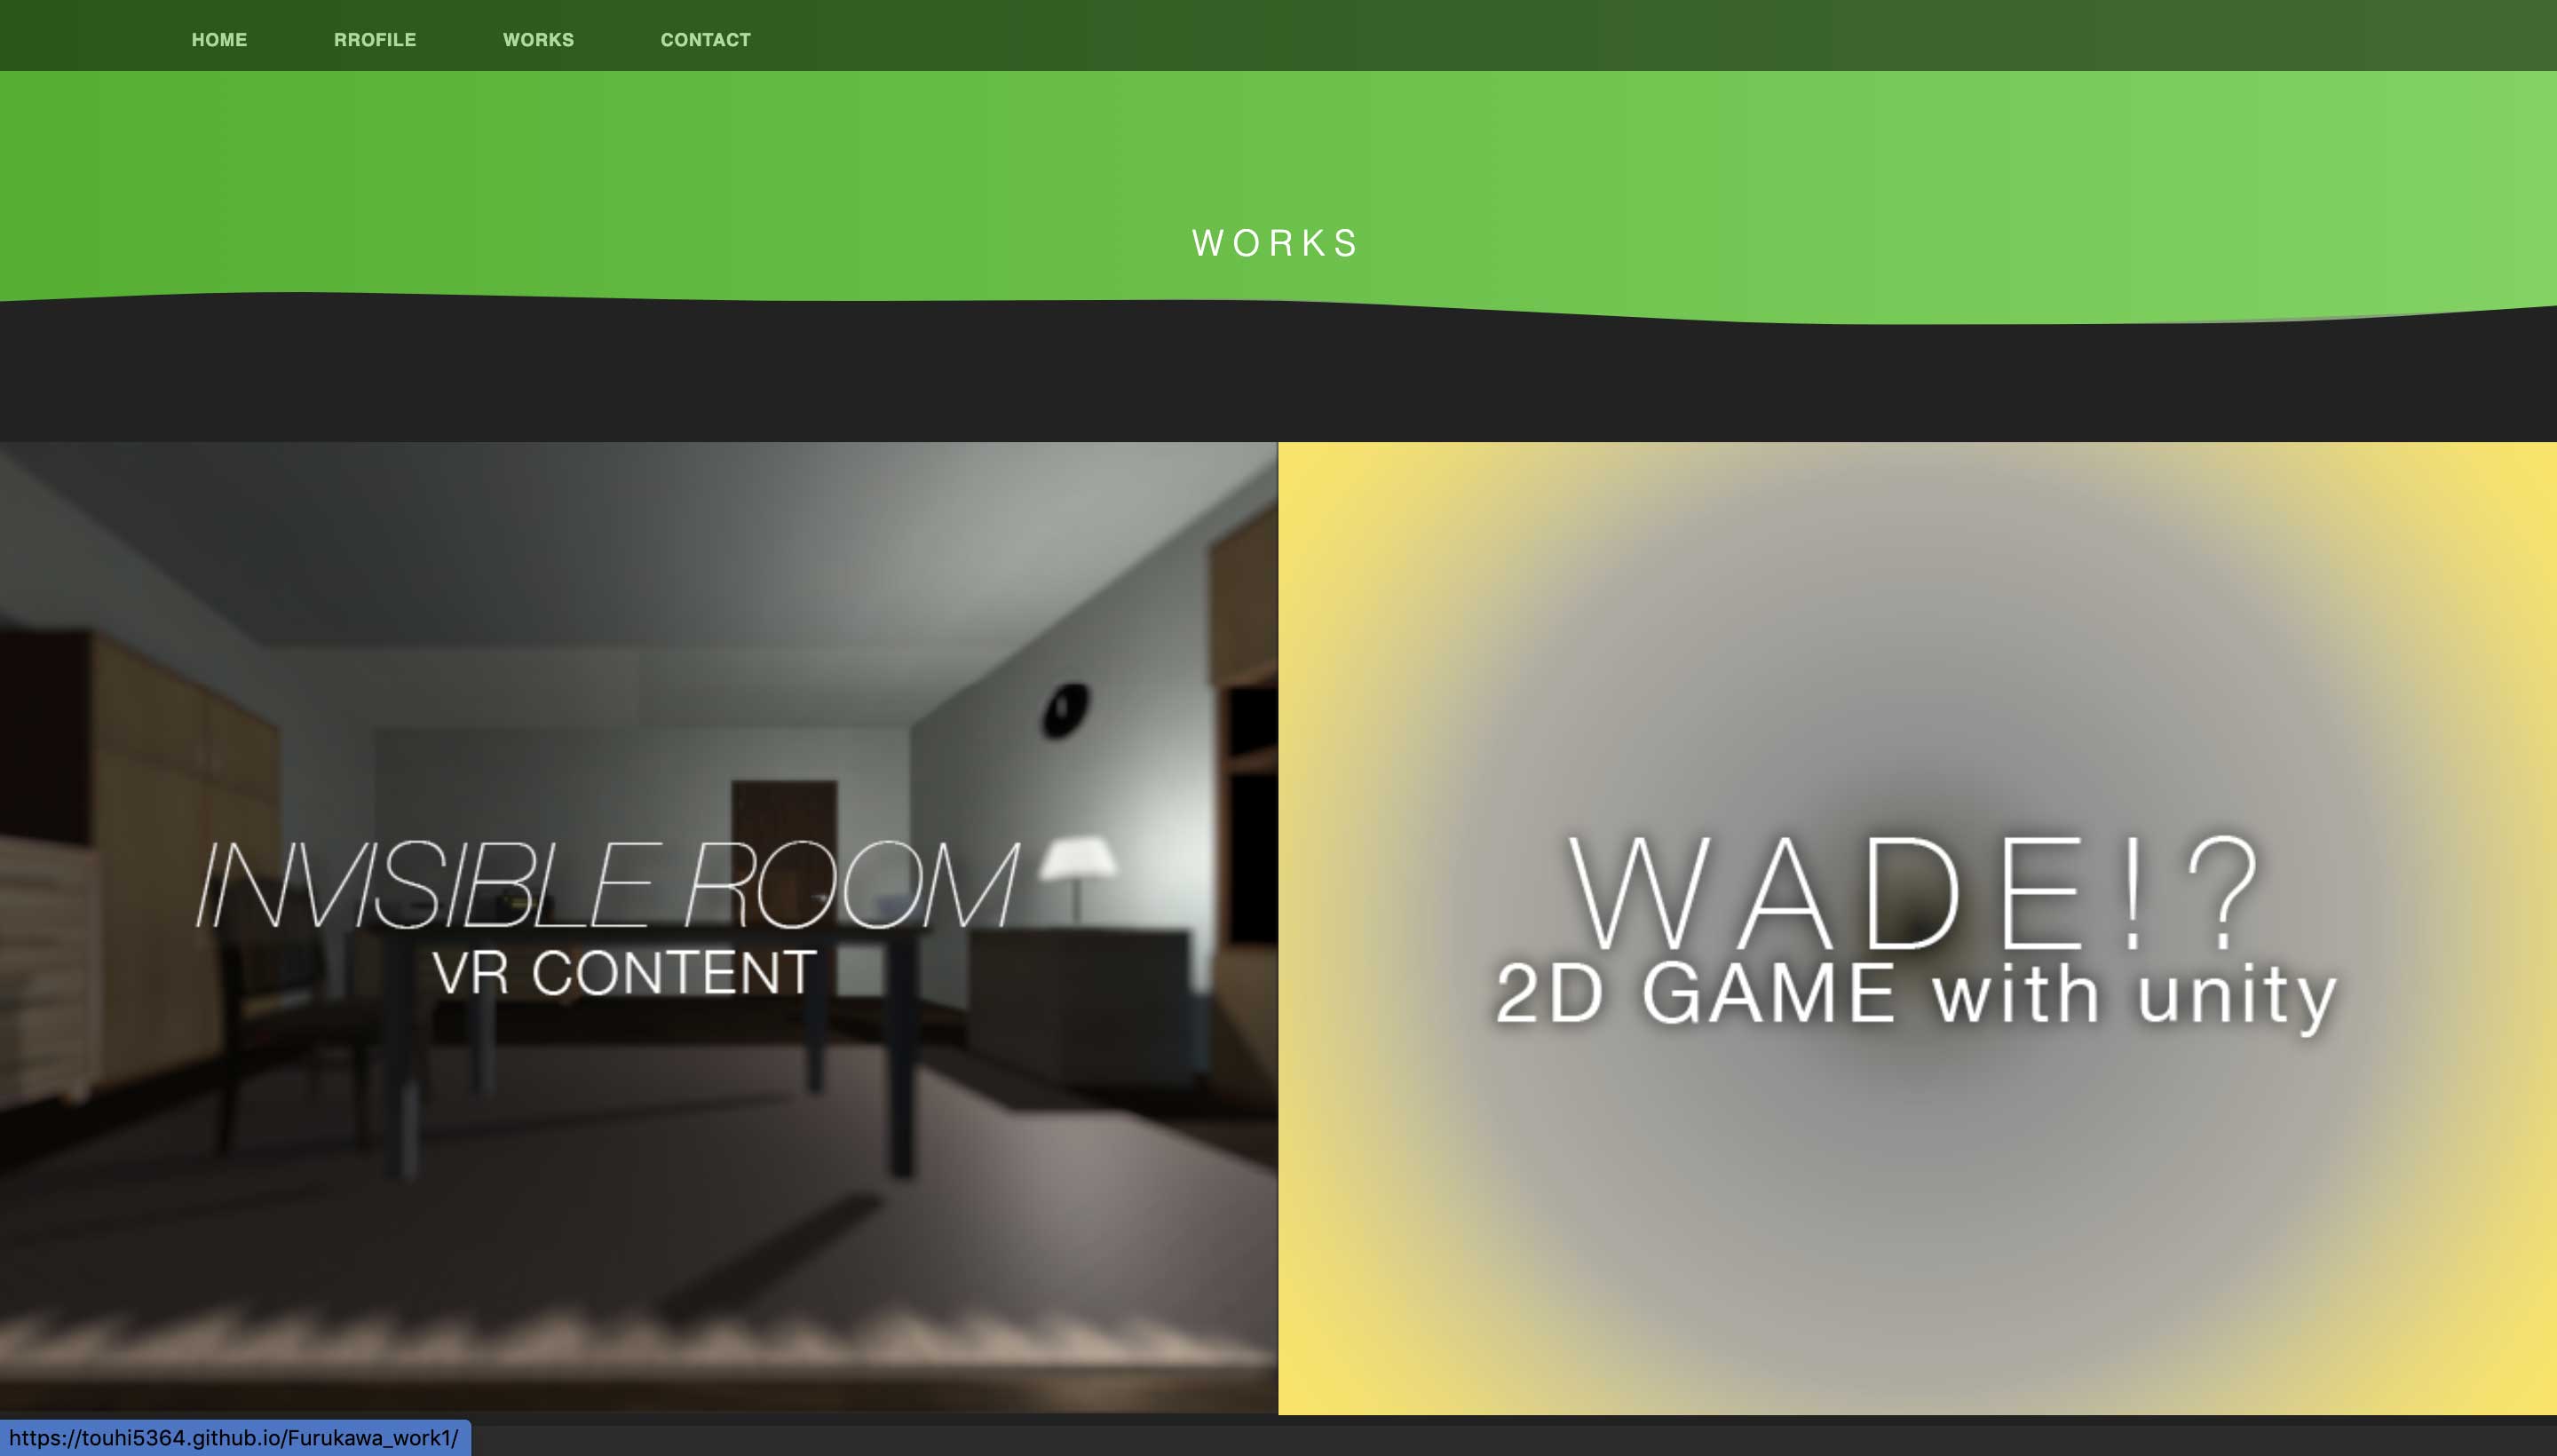 HOME RROFILE WORKS CONTACT
WORKS
INVISIBLE ROOM
VR CONTENT
WADE!?
2D GAME with unity
https://touhi5364.github.io/Furukawa_work1/